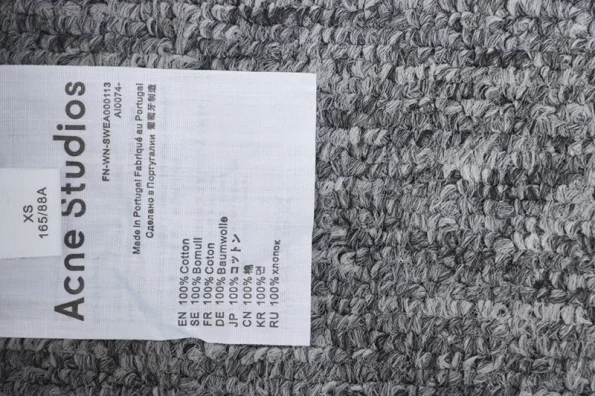 XS
165/88A
Acne Studios
FN-WN-SWEA000113
AI0074-
Made in Portugal Fabriqué au Portugal
Сделано в Португалии 葡萄牙制造
EN 100% Cotton
SE 100% Bomull
FR 100% Coton
DE 100% Baumwolle
JP 100% コットン
CN 100% 棉
KR 100% 면
RU 100% хлопок